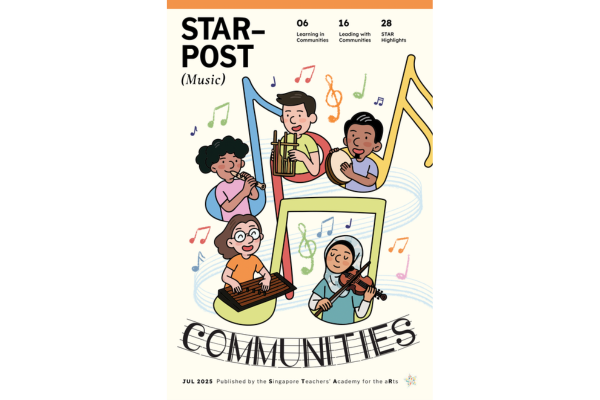 STAR–
POST
(Music)
06
Learning in
Communities
16
Leading with
Communities
28
STAR
Highlights
COMMUNITIES
JUL 2025 Published by the Singapore Teachers' Academy for the aRts